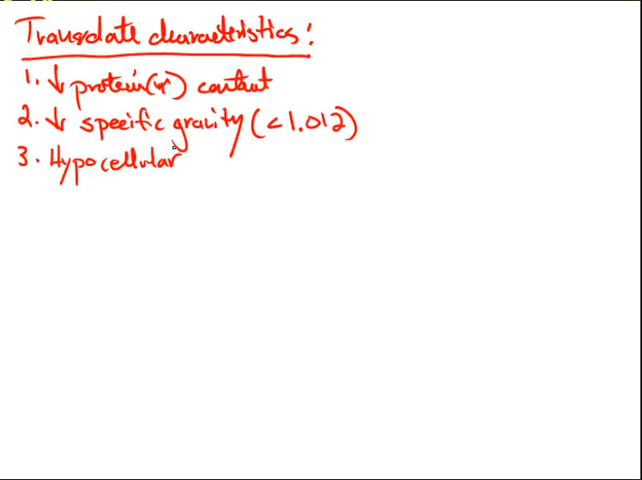 Transudate characteristics:
1. ↓ protein() content
2. ↓ specific gravity (<1.012)
3. Hypocellular